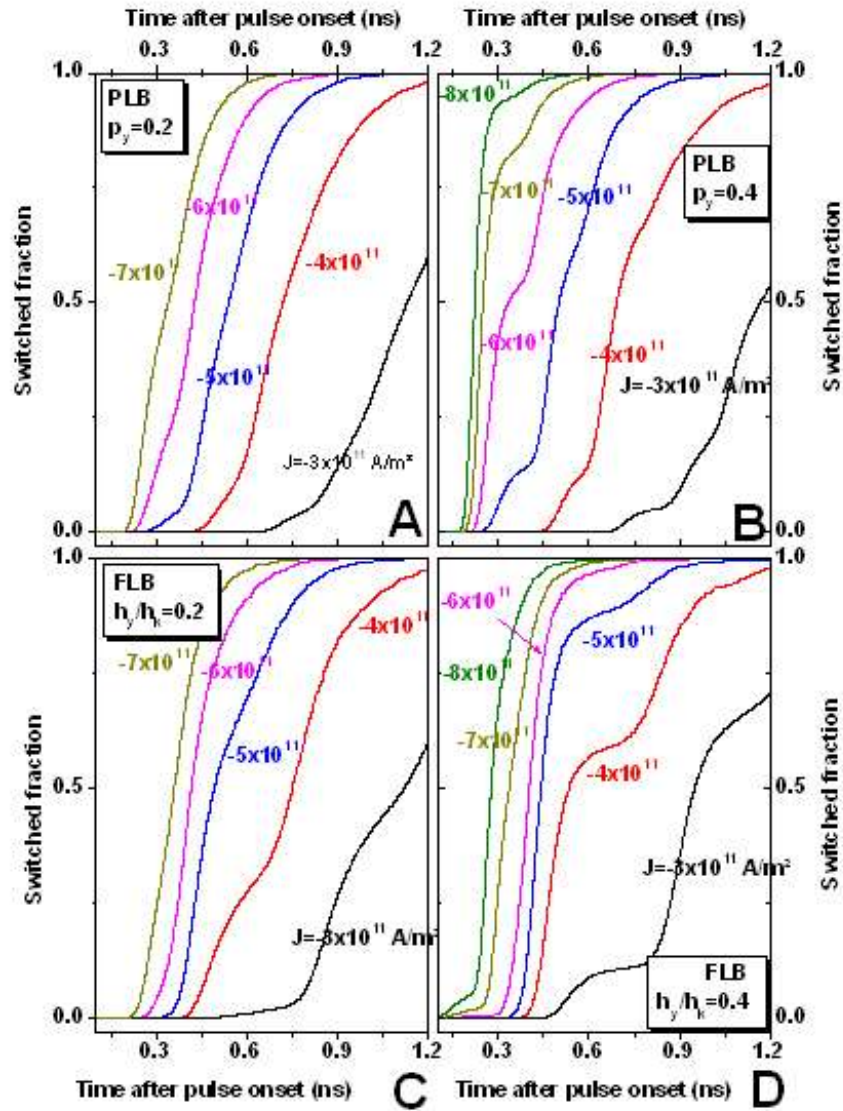 Time after pulse onset (ns)
Time after pulse onset (ns)
0.3 0.6 0.9 1.2
0.3 0.6 0.9 1.2
1.0
0.5
0.0
Switched fraction
PLB
p_y=0.2
-7x10^1
-6x10^11
-5x10^11
-4x10^11
J=-3x10^11 A/m²
A
-8x10^11
-7x10^11
-6x10^11
-5x10^11
-4x10^11
J=-3x10^11 A/m²
PLB
p_y=0.4
B
1.0
0.5
0.0
Switched fraction
1.0
0.5
0.0
Switched fraction
FLB
h_y/h_k=0.2
-7x10^11
-6x10^11
-5x10^11
-4x10^11
J=-3x10^11 A/m²
-6x10^11
-8x10^11
-7x10^11
-5x10^11
-4x10^11
J=-3x10^11 A/m²
FLB
h_y/h_k=0.4
1.0
0.5
0.0
Switched fraction
0.3 0.6 0.9 1.2
0.3 0.6 0.9 1.2
Time after pulse onset (ns)
C
Time after pulse onset (ns)
D